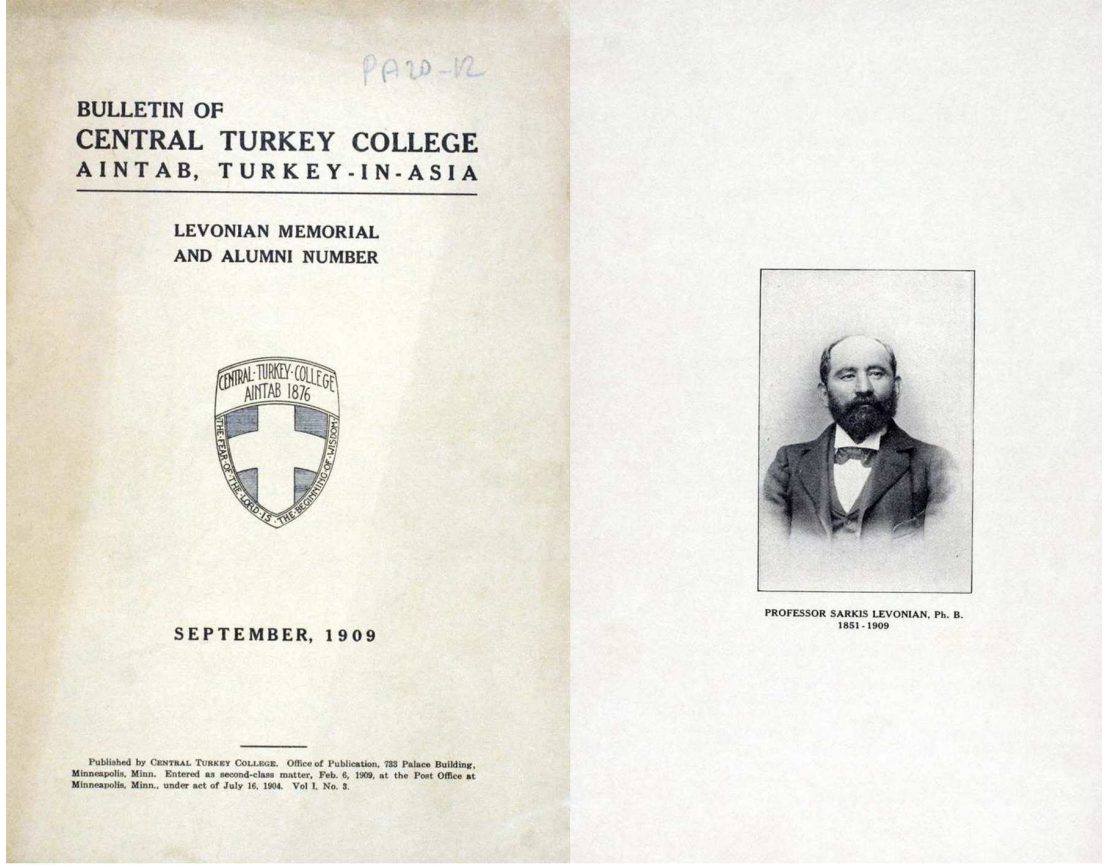 PA20-12
BULLETIN OF
CENTRAL TURKEY COLLEGE
AINTAB, TURKEY-IN-ASIA
LEVONIAN MEMORIAL
AND ALUMNI NUMBER
CENTRAL·TURKEY·COLLEGE
AINTAB 1876
THE·FEAR·OF·THE·LORD·IS·THE·BEGINNING·OF·WISDOM
SEPTEMBER, 1909
Published by CENTRAL TURKEY COLLEGE. Office of Publication, 733 Palace Building,
Minneapolis, Minn. Entered as second-class matter, Feb. 6, 1909, at the Post Office at
Minneapolis, Minn., under act of July 16, 1904. Vol I, No. 3.
PROFESSOR SARKIS LEVONIAN, Ph. B.
1851-1909